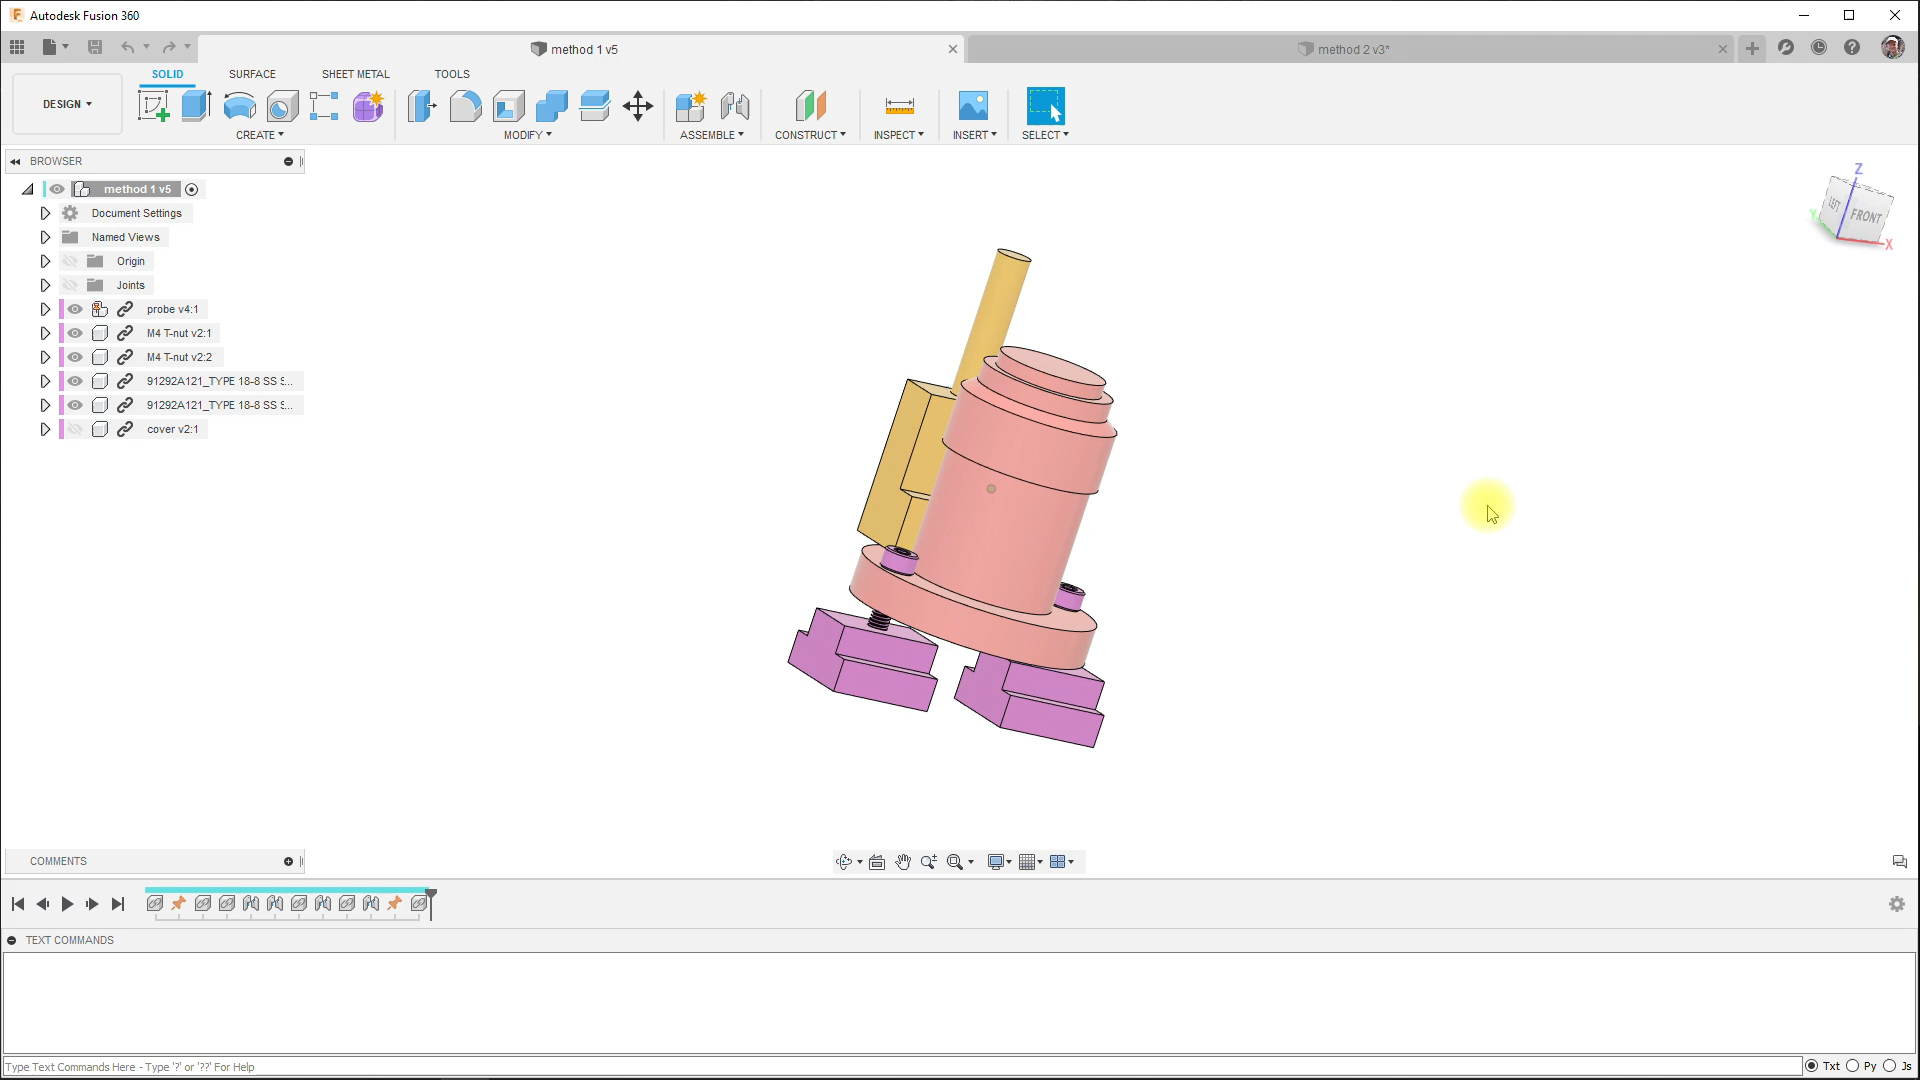 Autodesk Fusion 360
method 1 v5
method 2 v3*
SOLID
SURFACE
SHEET METAL
TOOLS
DESIGN
CREATE
MODIFY
ASSEMBLE
CONSTRUCT
INSPECT
INSERT
SELECT
BROWSER
method 1 v5
Document Settings
Named Views
Origin
Joints
probe v4:1
M4 T-nut v2:1
M4 T-nut v2:2
91292A121_TYPE 18-8 SS S...
91292A121_TYPE 18-8 SS S...
cover v2:1
Z
LEFT
FRONT
Y
X
COMMENTS
TEXT COMMANDS
Type Text Commands Here - Type '?' or '??' For Help
Txt
Py
Js